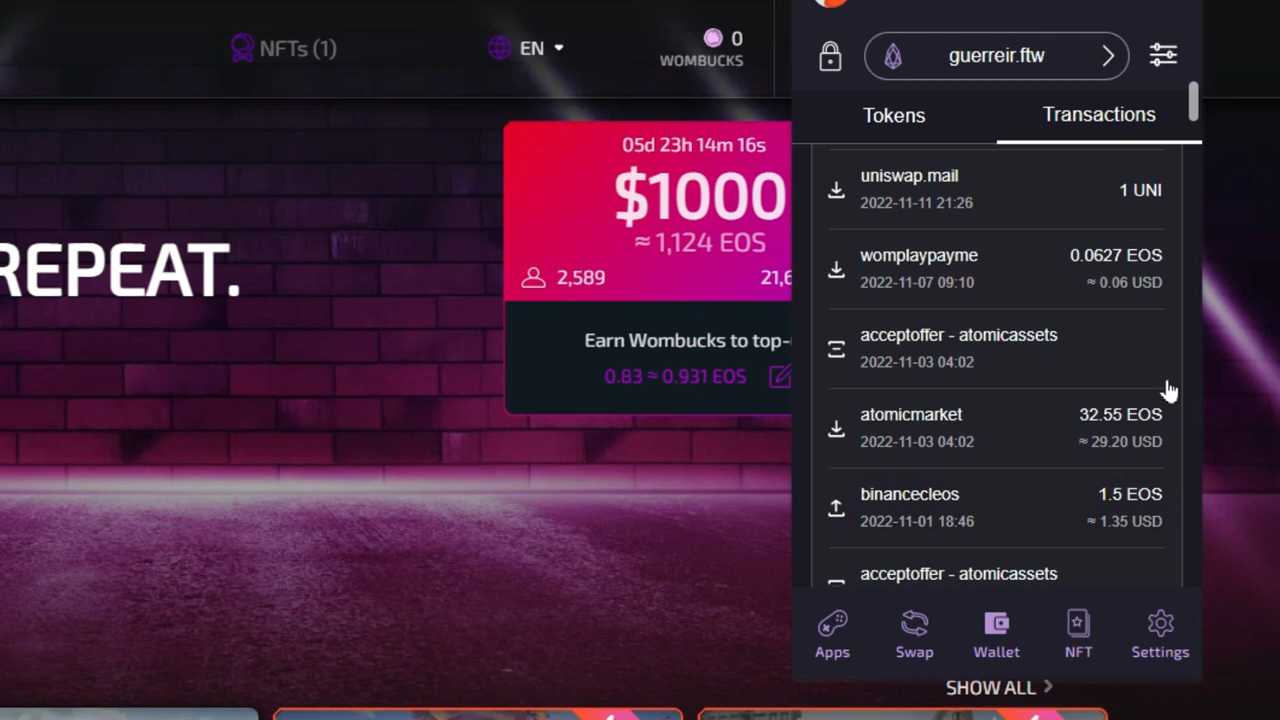 NFTs (1)
EN
0
WOMBUCKS
REPEAT.
05d 23h 14m 16s
$1000
≈ 1,124 EOS
2,589
21,6
Earn Wombucks to top-
0.83 ≈ 0.931 EOS
guerreir.ftw
Tokens
Transactions
uniswap.mail
1 UNI
2022-11-11 21:26
womplaypayme
0.0627 EOS
2022-11-07 09:10
≈ 0.06 USD
acceptoffer - atomicassets
2022-11-03 04:02
atomicmarket
32.55 EOS
2022-11-03 04:02
≈ 29.20 USD
binancecleos
1.5 EOS
2022-11-01 18:46
≈ 1.35 USD
acceptoffer - atomicassets
Apps
Swap
Wallet
NFT
Settings
SHOW ALL